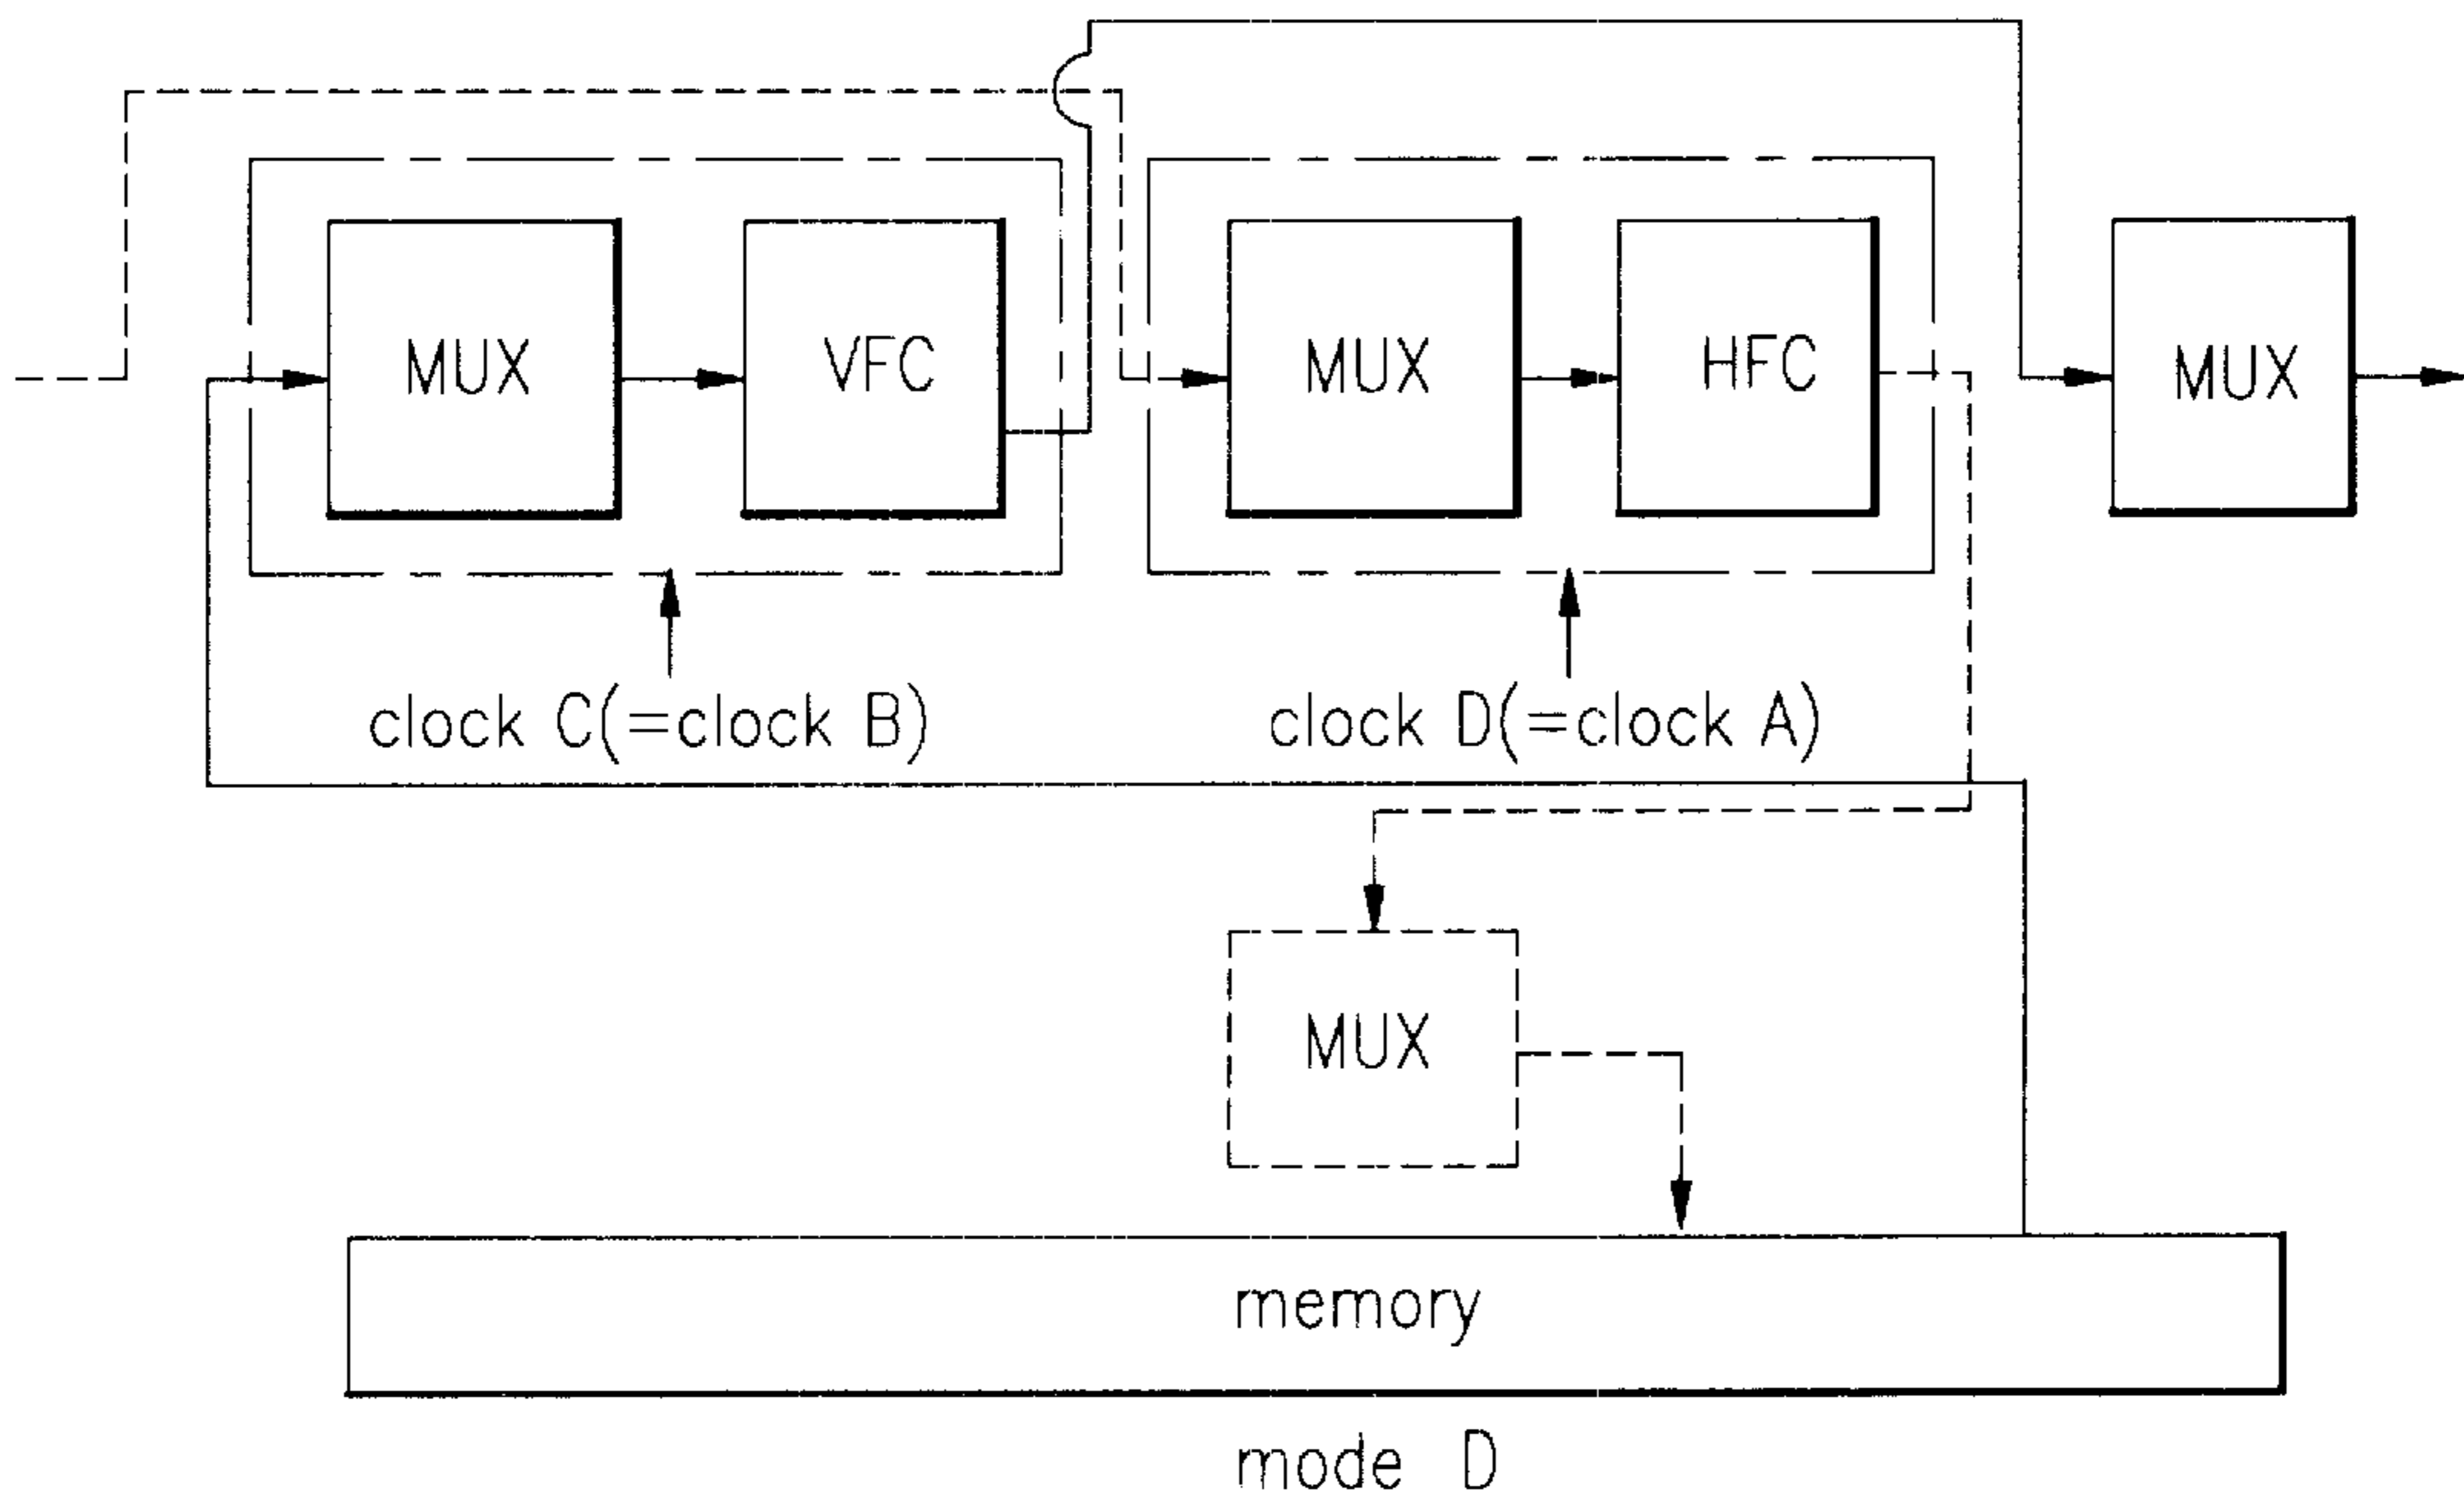 MUX
VFC
MUX
HFC
MUX
clock C(=clock B)
clock D(=clock A)
MUX
memory
mode D